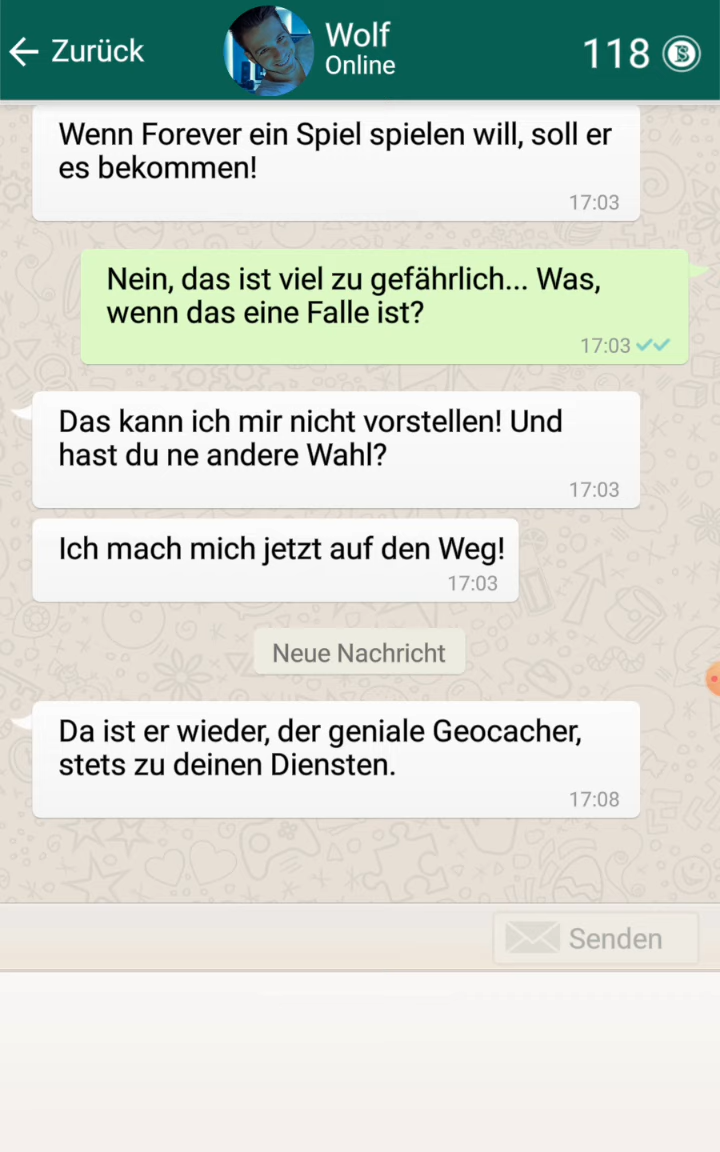 Zurück
Wolf
Online
118
Wenn Forever ein Spiel spielen will, soll er
es bekommen!
17:03
Nein, das ist viel zu gefährlich... Was,
wenn das eine Falle ist?
17:03
Das kann ich mir nicht vorstellen! Und
hast du ne andere Wahl?
17:03
Ich mach mich jetzt auf den Weg!
17:03
Neue Nachricht
Da ist er wieder, der geniale Geocacher,
stets zu deinen Diensten.
17:08
Senden